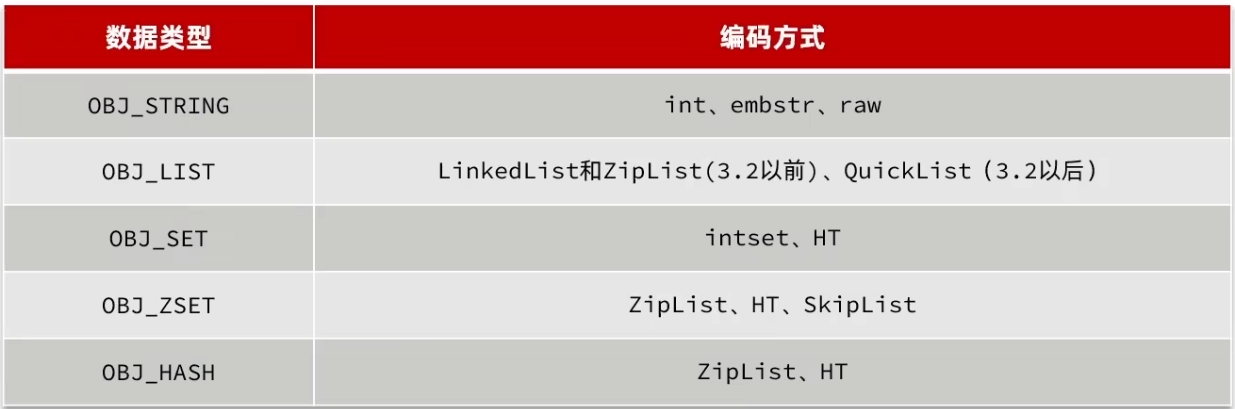 数据类型 编码方式
OBJ_STRING int、embstr、raw
OBJ_LIST LinkedList和ZipList(3.2以前)、QuickList（3.2以后）
OBJ_SET intset、HT
OBJ_ZSET ZipList、HT、SkipList
OBJ_HASH ZipList、HT